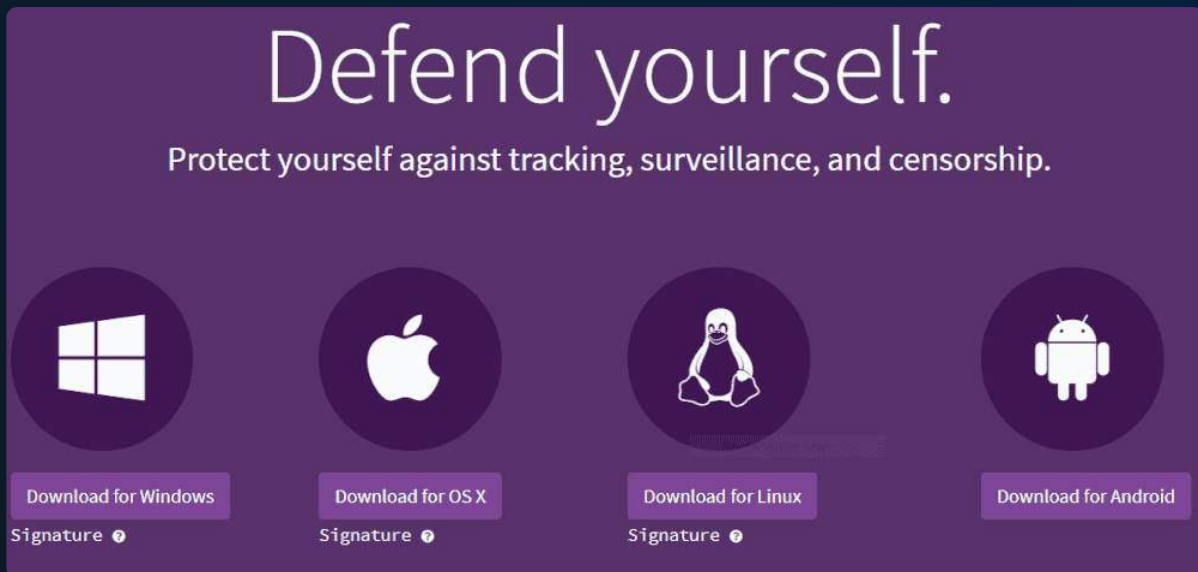 Defend yourself.
Protect yourself against tracking, surveillance, and censorship.
Download for Windows
Download for OS X
Download for Linux
Download for Android
Signature ?
Signature ?
Signature ?